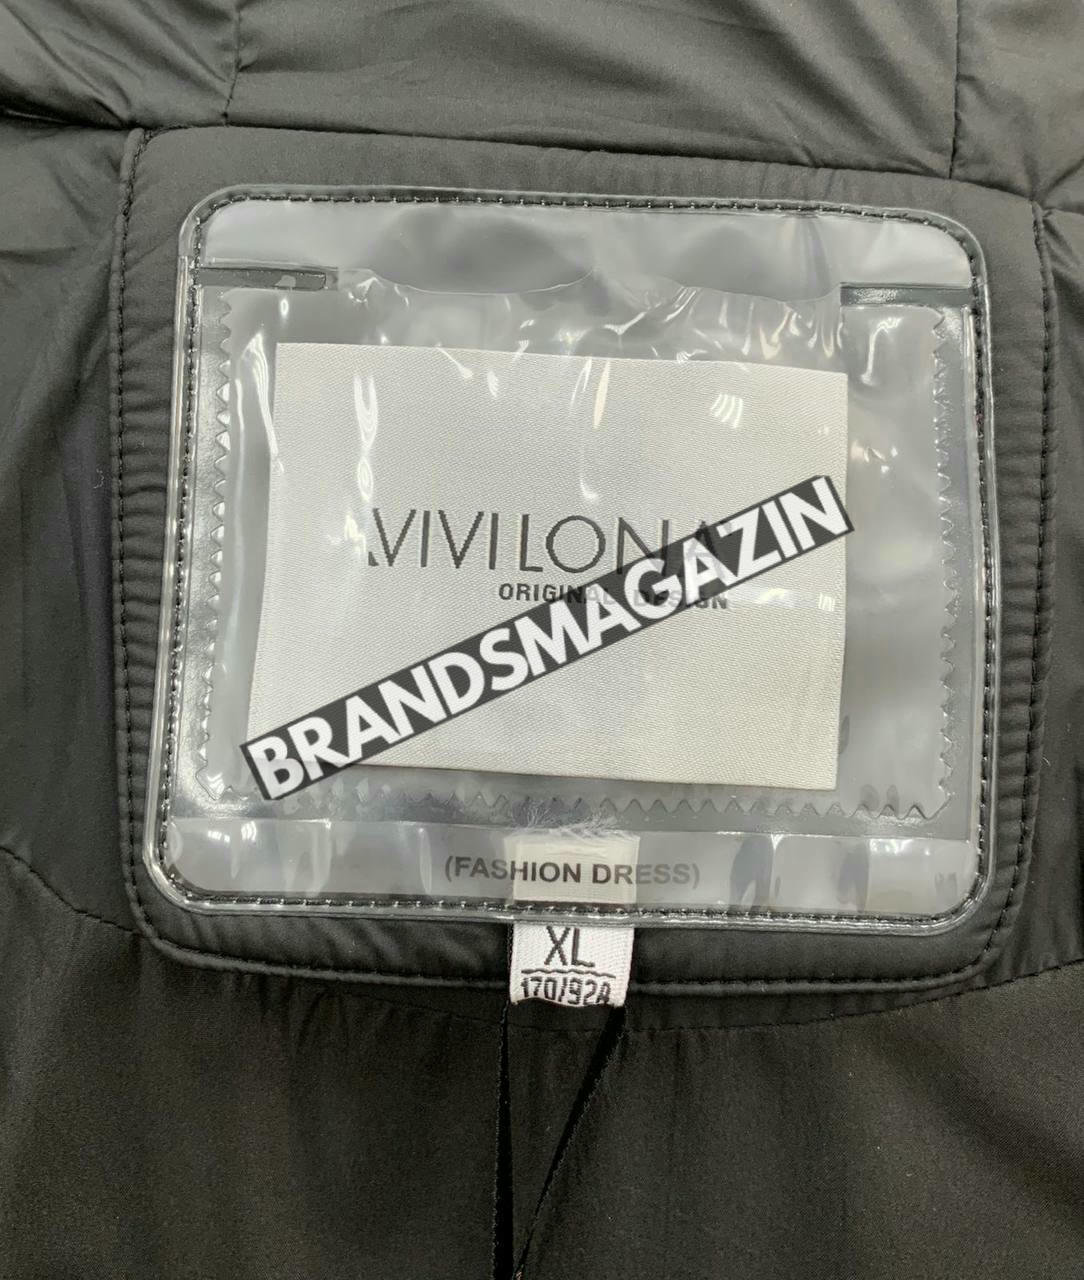 VIVILONA
ORIGINAL DESIGN
BRANDSMAGAZIN
(FASHION DRESS)
XL
170/92A